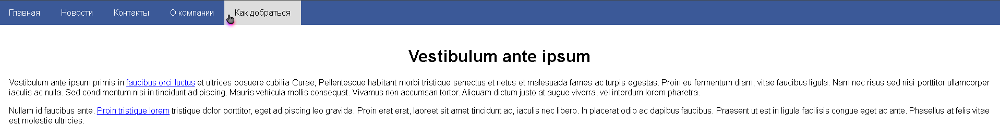 Главная Новости Контакты О компании Как добраться
Vestibulum ante ipsum
Vestibulum ante ipsum primis in faucibus orci luctus et ultrices posuere cubilia Curae; Pellentesque habitant morbi tristique senectus et netus et malesuada fames ac turpis egestas. Proin eu fermentum diam, vitae faucibus ligula. Nam nec risus sed nisi porttitor ullamcorper
iaculis ac nulla. Sed condimentum nisi in tincidunt adipiscing. Mauris vehicula mollis consequat. Vivamus non accumsan tortor. Aliquam dictum justo at augue viverra, vel interdum lorem pharetra.
Nullam id faucibus ante. Proin tristique lorem tristique dolor porttitor, eget adipiscing leo gravida. Proin erat erat, laoreet sit amet tincidunt ac, iaculis nec libero. In placerat odio ac dapibus faucibus. Praesent ut est in ligula facilisis congue eget ac ante. Phasellus at felis vitae
est molestie ultricies.